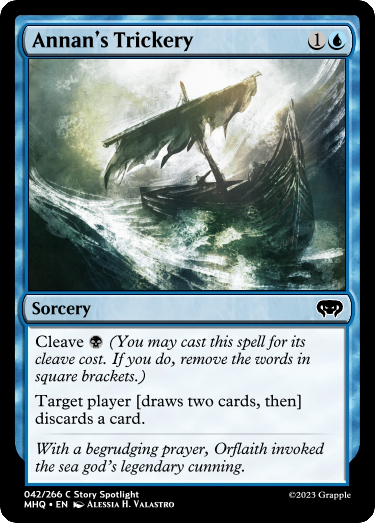 Annan's Trickery 1
Sorcery
Cleave (You may cast this spell for its
cleave cost. If you do, remove the words in
square brackets.)
Target player [draws two cards, then]
discards a card.
With a begrudging prayer, Orflaith invoked
the sea god's legendary cunning.
042/266 C Story Spotlight
MHQ • EN Alessia H. Valastro
©2023 Grapple